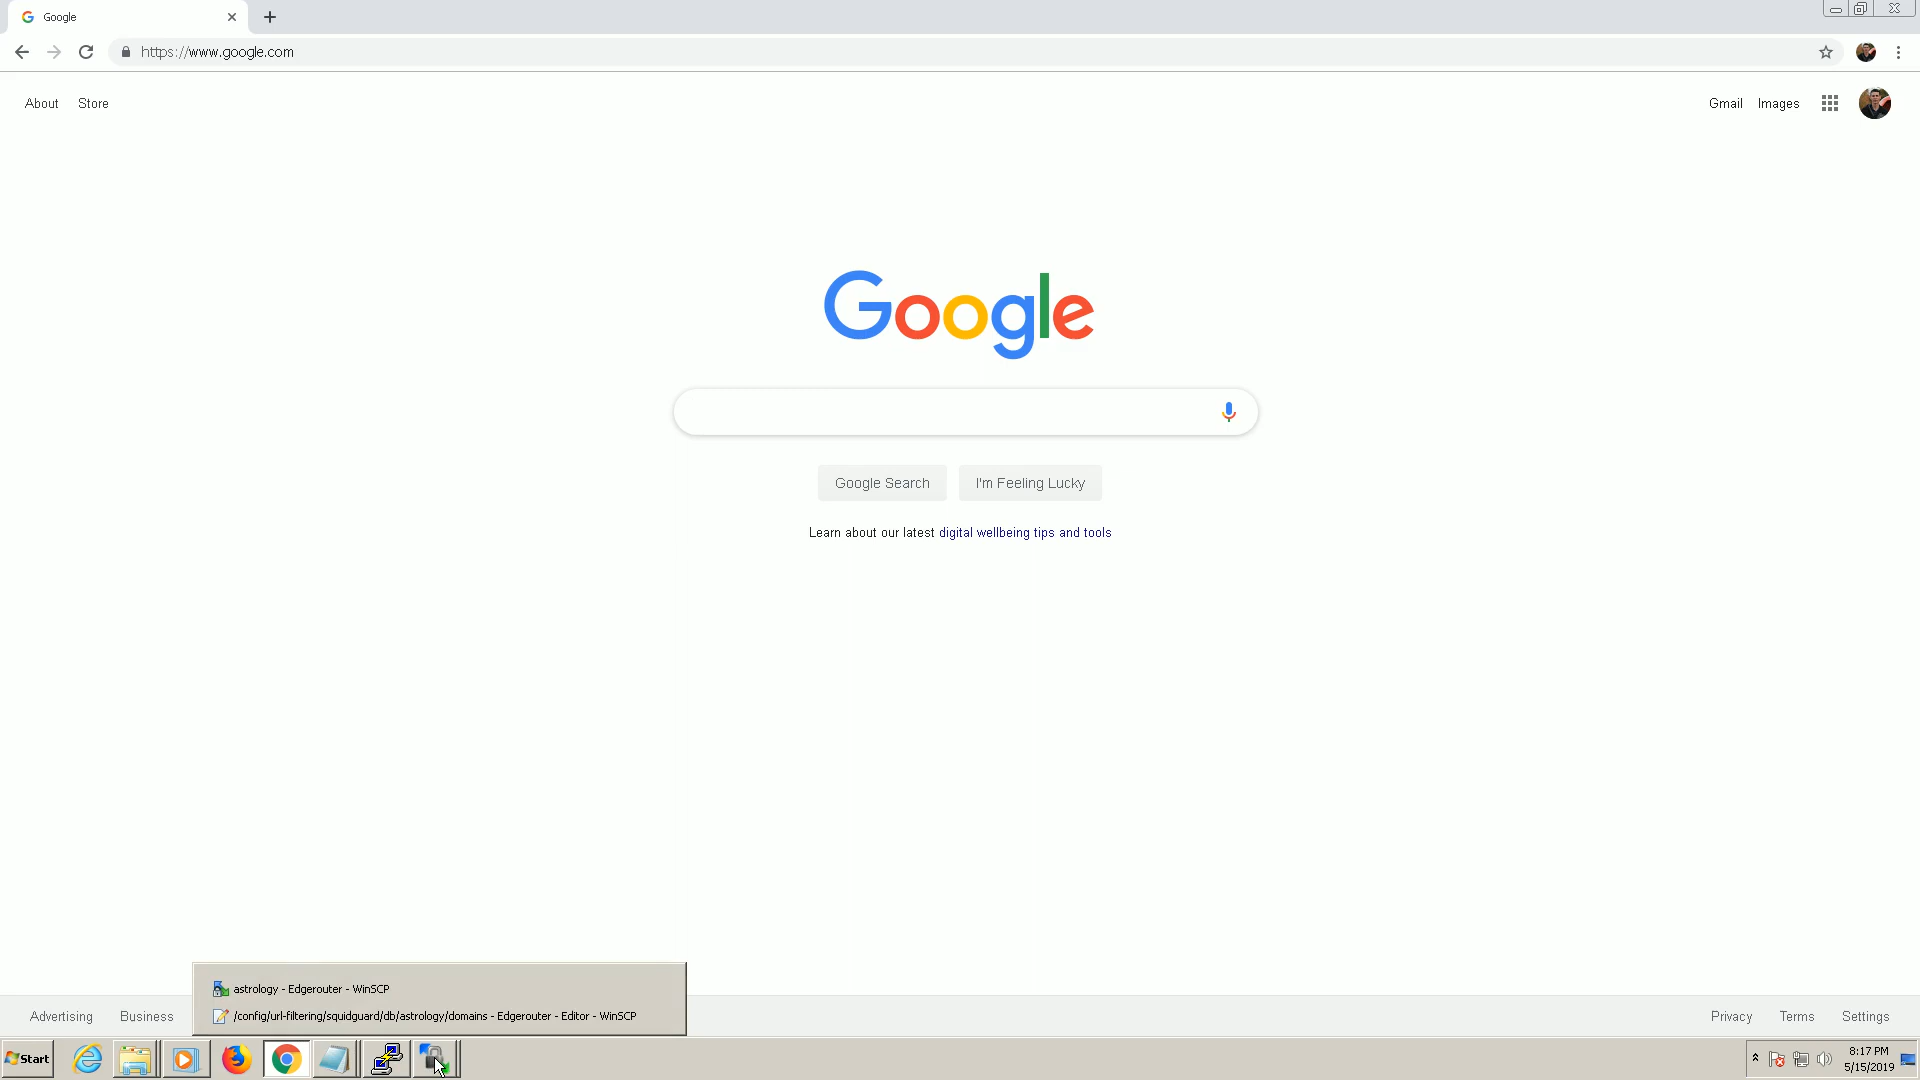 Google
https://www.google.com
About Store
Gmail Images
Google
Google Search I'm Feeling Lucky
Learn about our latest digital wellbeing tips and tools
astrology - Edgerouter - WinSCP
/config/url-filtering/squidguard/db/astrology/domains - Edgerouter - Editor - WinSCP
Advertising Business
Privacy Terms Settings
Start
8:17 PM
5/15/2019